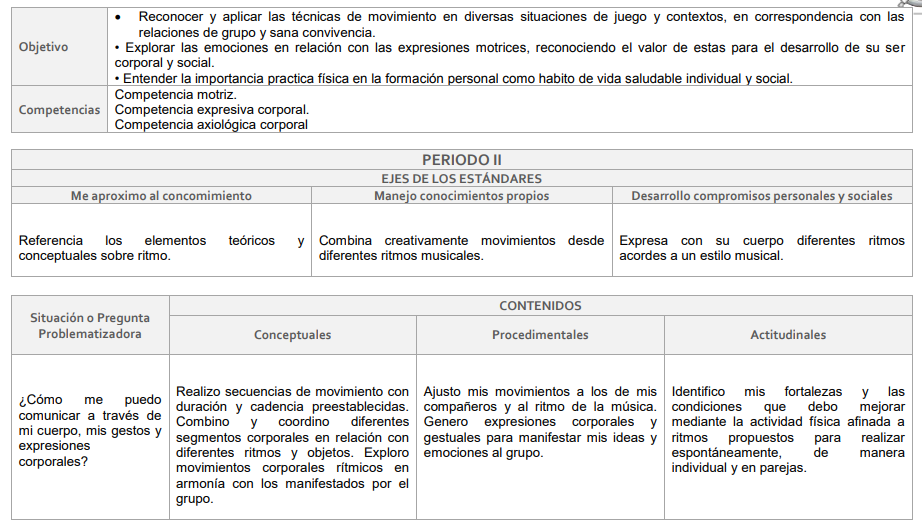 Objetivo
• Reconocer y aplicar las técnicas de movimiento en diversas situaciones de juego y contextos, en correspondencia con las
relaciones de grupo y sana convivencia.
• Explorar las emociones en relación con las expresiones motrices, reconociendo el valor de estas para el desarrollo de su ser
corporal y social.
• Entender la importancia practica física en la formación personal como habito de vida saludable individual y social.
Competencias
Competencia motriz.
Competencia expresiva corporal.
Competencia axiológica corporal
PERIODO II
EJES DE LOS ESTÁNDARES
Me aproximo al concomimiento
Manejo conocimientos propios
Desarrollo compromisos personales y sociales
Referencia los elementos teóricos y
conceptuales sobre ritmo.
Combina creativamente movimientos desde
diferentes ritmos musicales.
Expresa con su cuerpo diferentes ritmos
acordes a un estilo musical.
Situación o Pregunta
Problematizadora
CONTENIDOS
Conceptuales
Procedimentales
Actitudinales
¿Cómo me puedo
comunicar a través de
mi cuerpo, mis gestos y
expresiones
corporales?
Realizo secuencias de movimiento con
duración y cadencia preestablecidas.
Combino y coordino diferentes
segmentos corporales en relación con
diferentes ritmos y objetos. Exploro
movimientos corporales rítmicos en
armonía con los manifestados por el
grupo.
Ajusto mis movimientos a los de mis
compañeros y al ritmo de la música.
Genero expresiones corporales y
gestuales para manifestar mis ideas y
emociones al grupo.
Identifico mis fortalezas y las
condiciones que debo mejorar
mediante la actividad física afinada a
ritmos propuestos para realizar
espontáneamente, de manera
individual y en parejas.